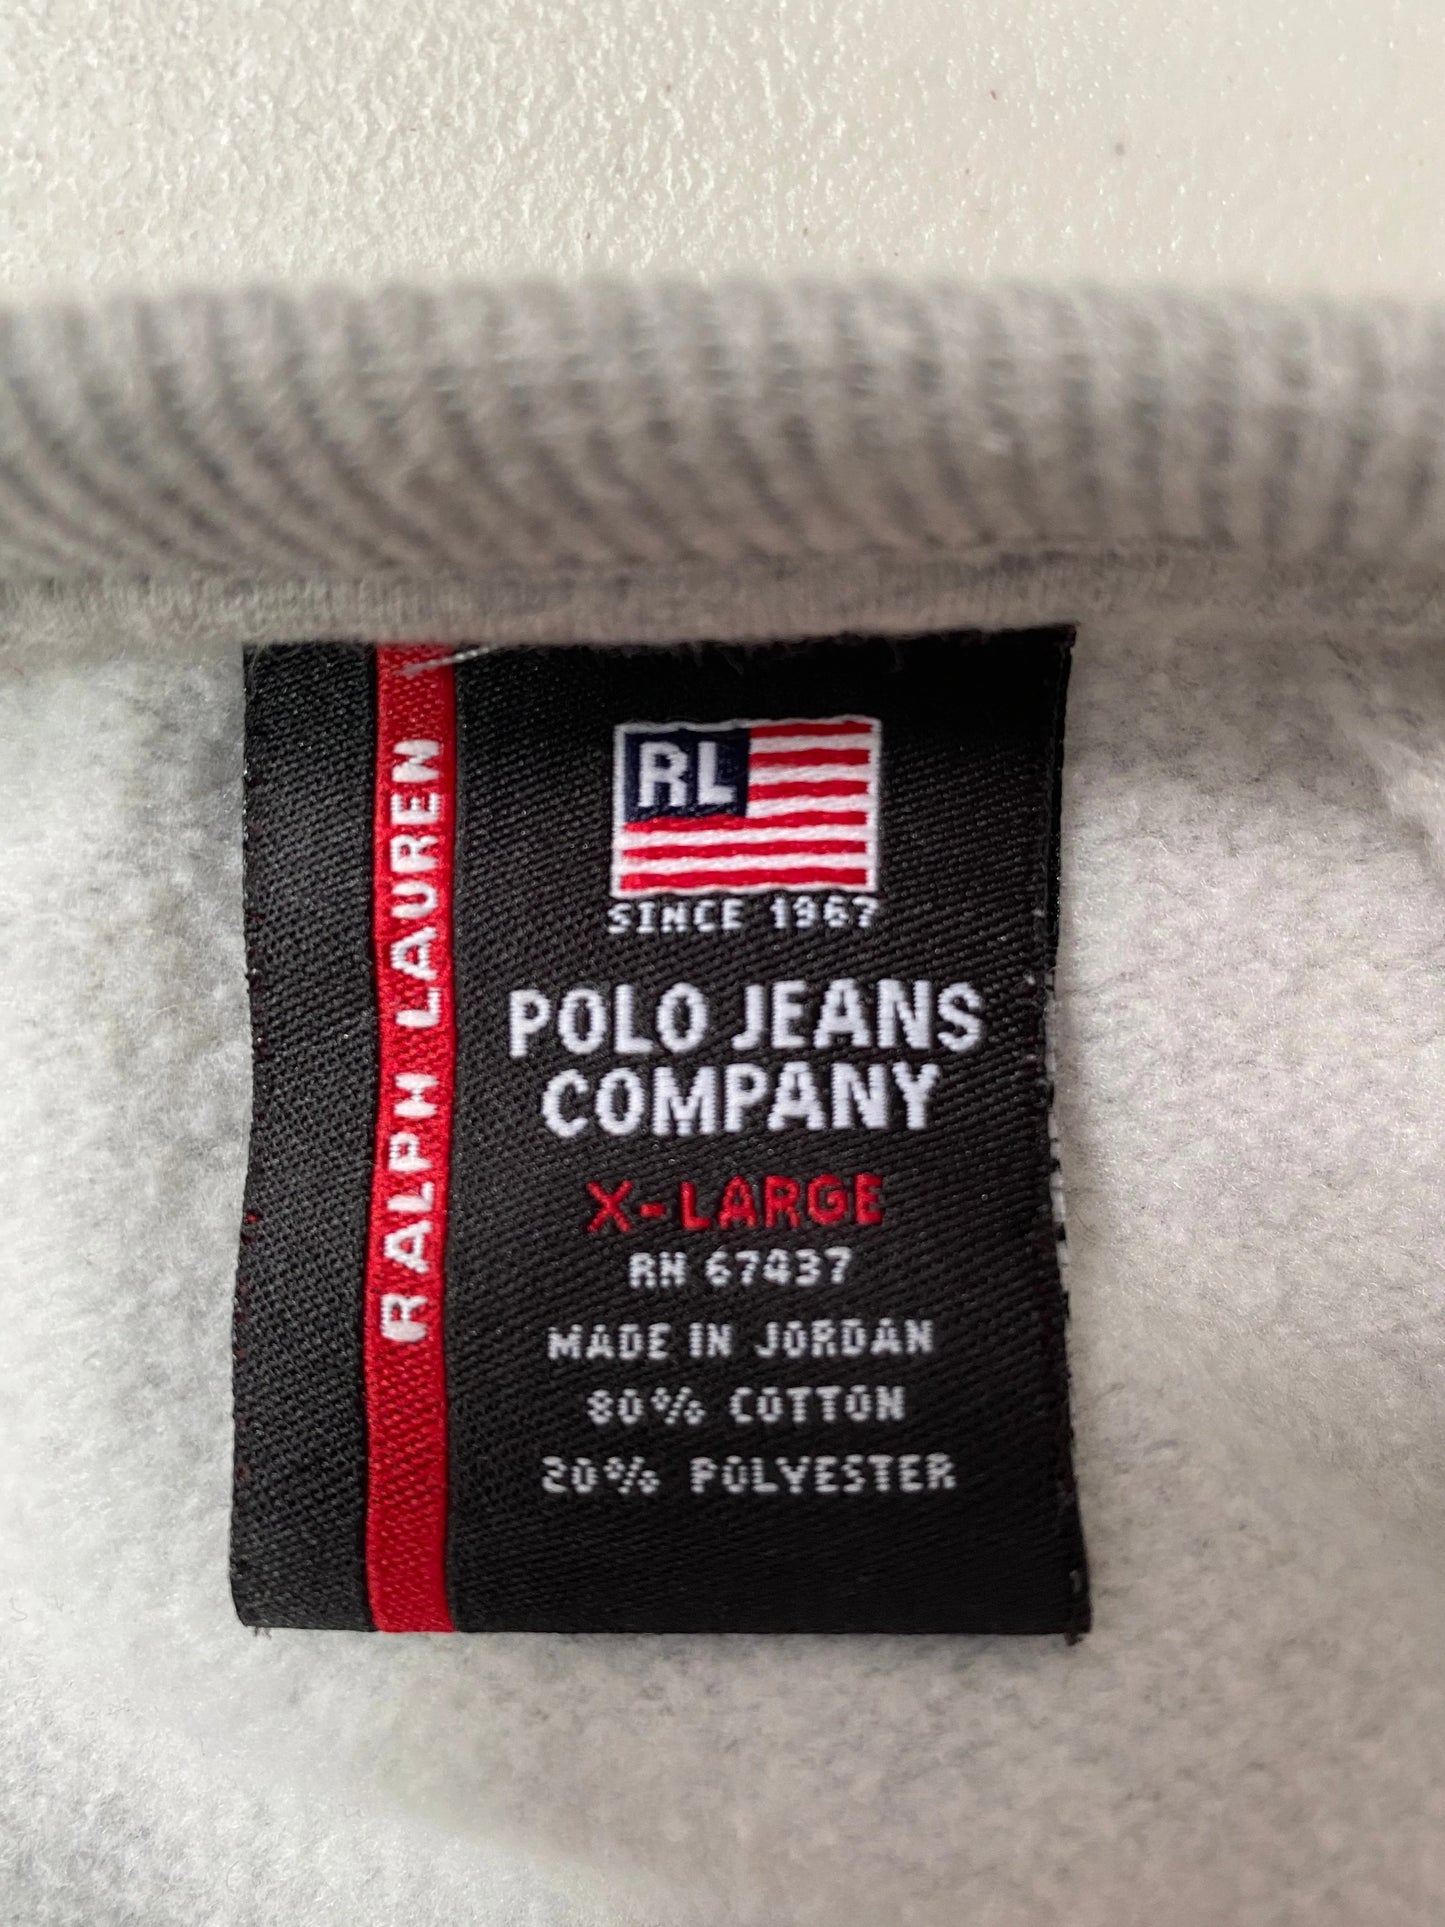 RALPH LAUREN
RL
SINCE 1967
POLO JEANS
COMPANY
X-LARGE
RN 67437
MADE IN JORDAN
80% COTTON
20% POLYESTER